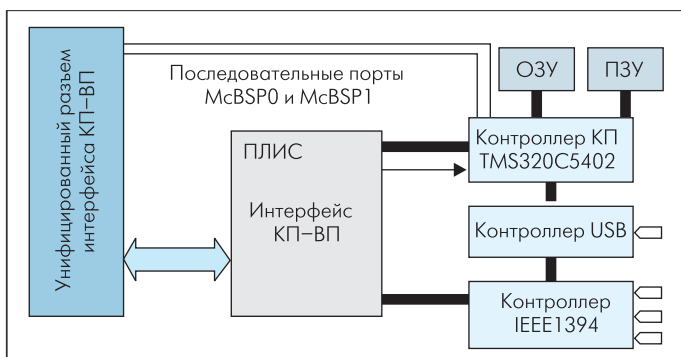 Унифицированный разъем
интерфейса КП–ВП
Последовательные порты
McBSP0 и McBSP1
ОЗУ
ПЗУ
ПЛИС
Интерфейс
КП–ВП
Контроллер КП
TMS320C5402
Контроллер USB
Контроллер
IEEE1394